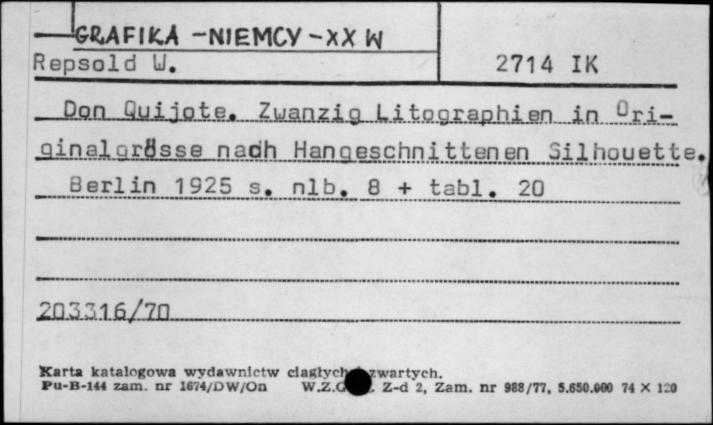 GRAFIKA - NIEMCY - XX W
Repsold W.
2714 IK
Don Quijote. Zwanzig Litographien in Ori-
ginalgrösse nach Hangeschnittenen Silhouette.
Berlin 1925 s. nlb. 8 + tabl. 20
203316/70
Karta katalogowa wydawnictw ciągłych zwartych.
Pu-B-144 zam. nr 1674/DW/On W.Z.G. Z-d 2, Zam. nr 988/77, 5.650.000 74 × 120